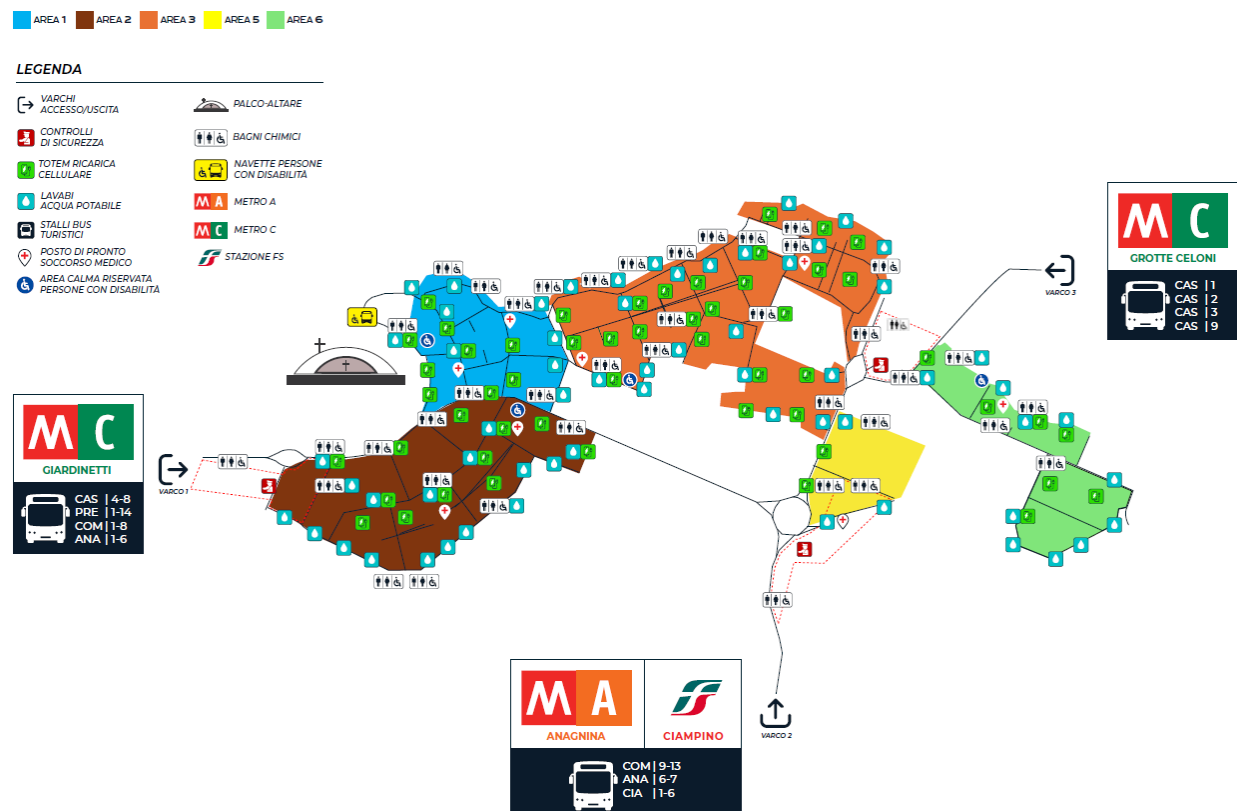 AREA 1 AREA 2 AREA 3 AREA 5 AREA 6
LEGENDA
VARCHI
ACCESSO/USCITA
CONTROLLI
DI SICUREZZA
TOTEM RICARICA
CELLULARE
LAVABI
ACQUA POTABILE
STALLI BUS
TURISTICI
POSTO DI PRONTO
SOCCORSO MEDICO
AREA CALMA RISERVATA
PERSONE CON DISABILITÀ
PALCO-ALTARE
BAGNI CHIMICI
NAVETTE PERSONE
CON DISABILITÀ
M A METRO A
M C METRO C
STAZIONE FS
M C
GROTTE CELONI
CAS | 1
CAS | 2
CAS | 3
CAS | 9
VARCO 3
M C
GIARDINETTI
CAS | 4-8
PRE | 1-14
COM | 1-8
ANA | 1-6
VARCO 1
M A
ANAGNINA
CIAMPINO
COM | 9-13
ANA | 6-7
CIA | 1-6
VARCO 2